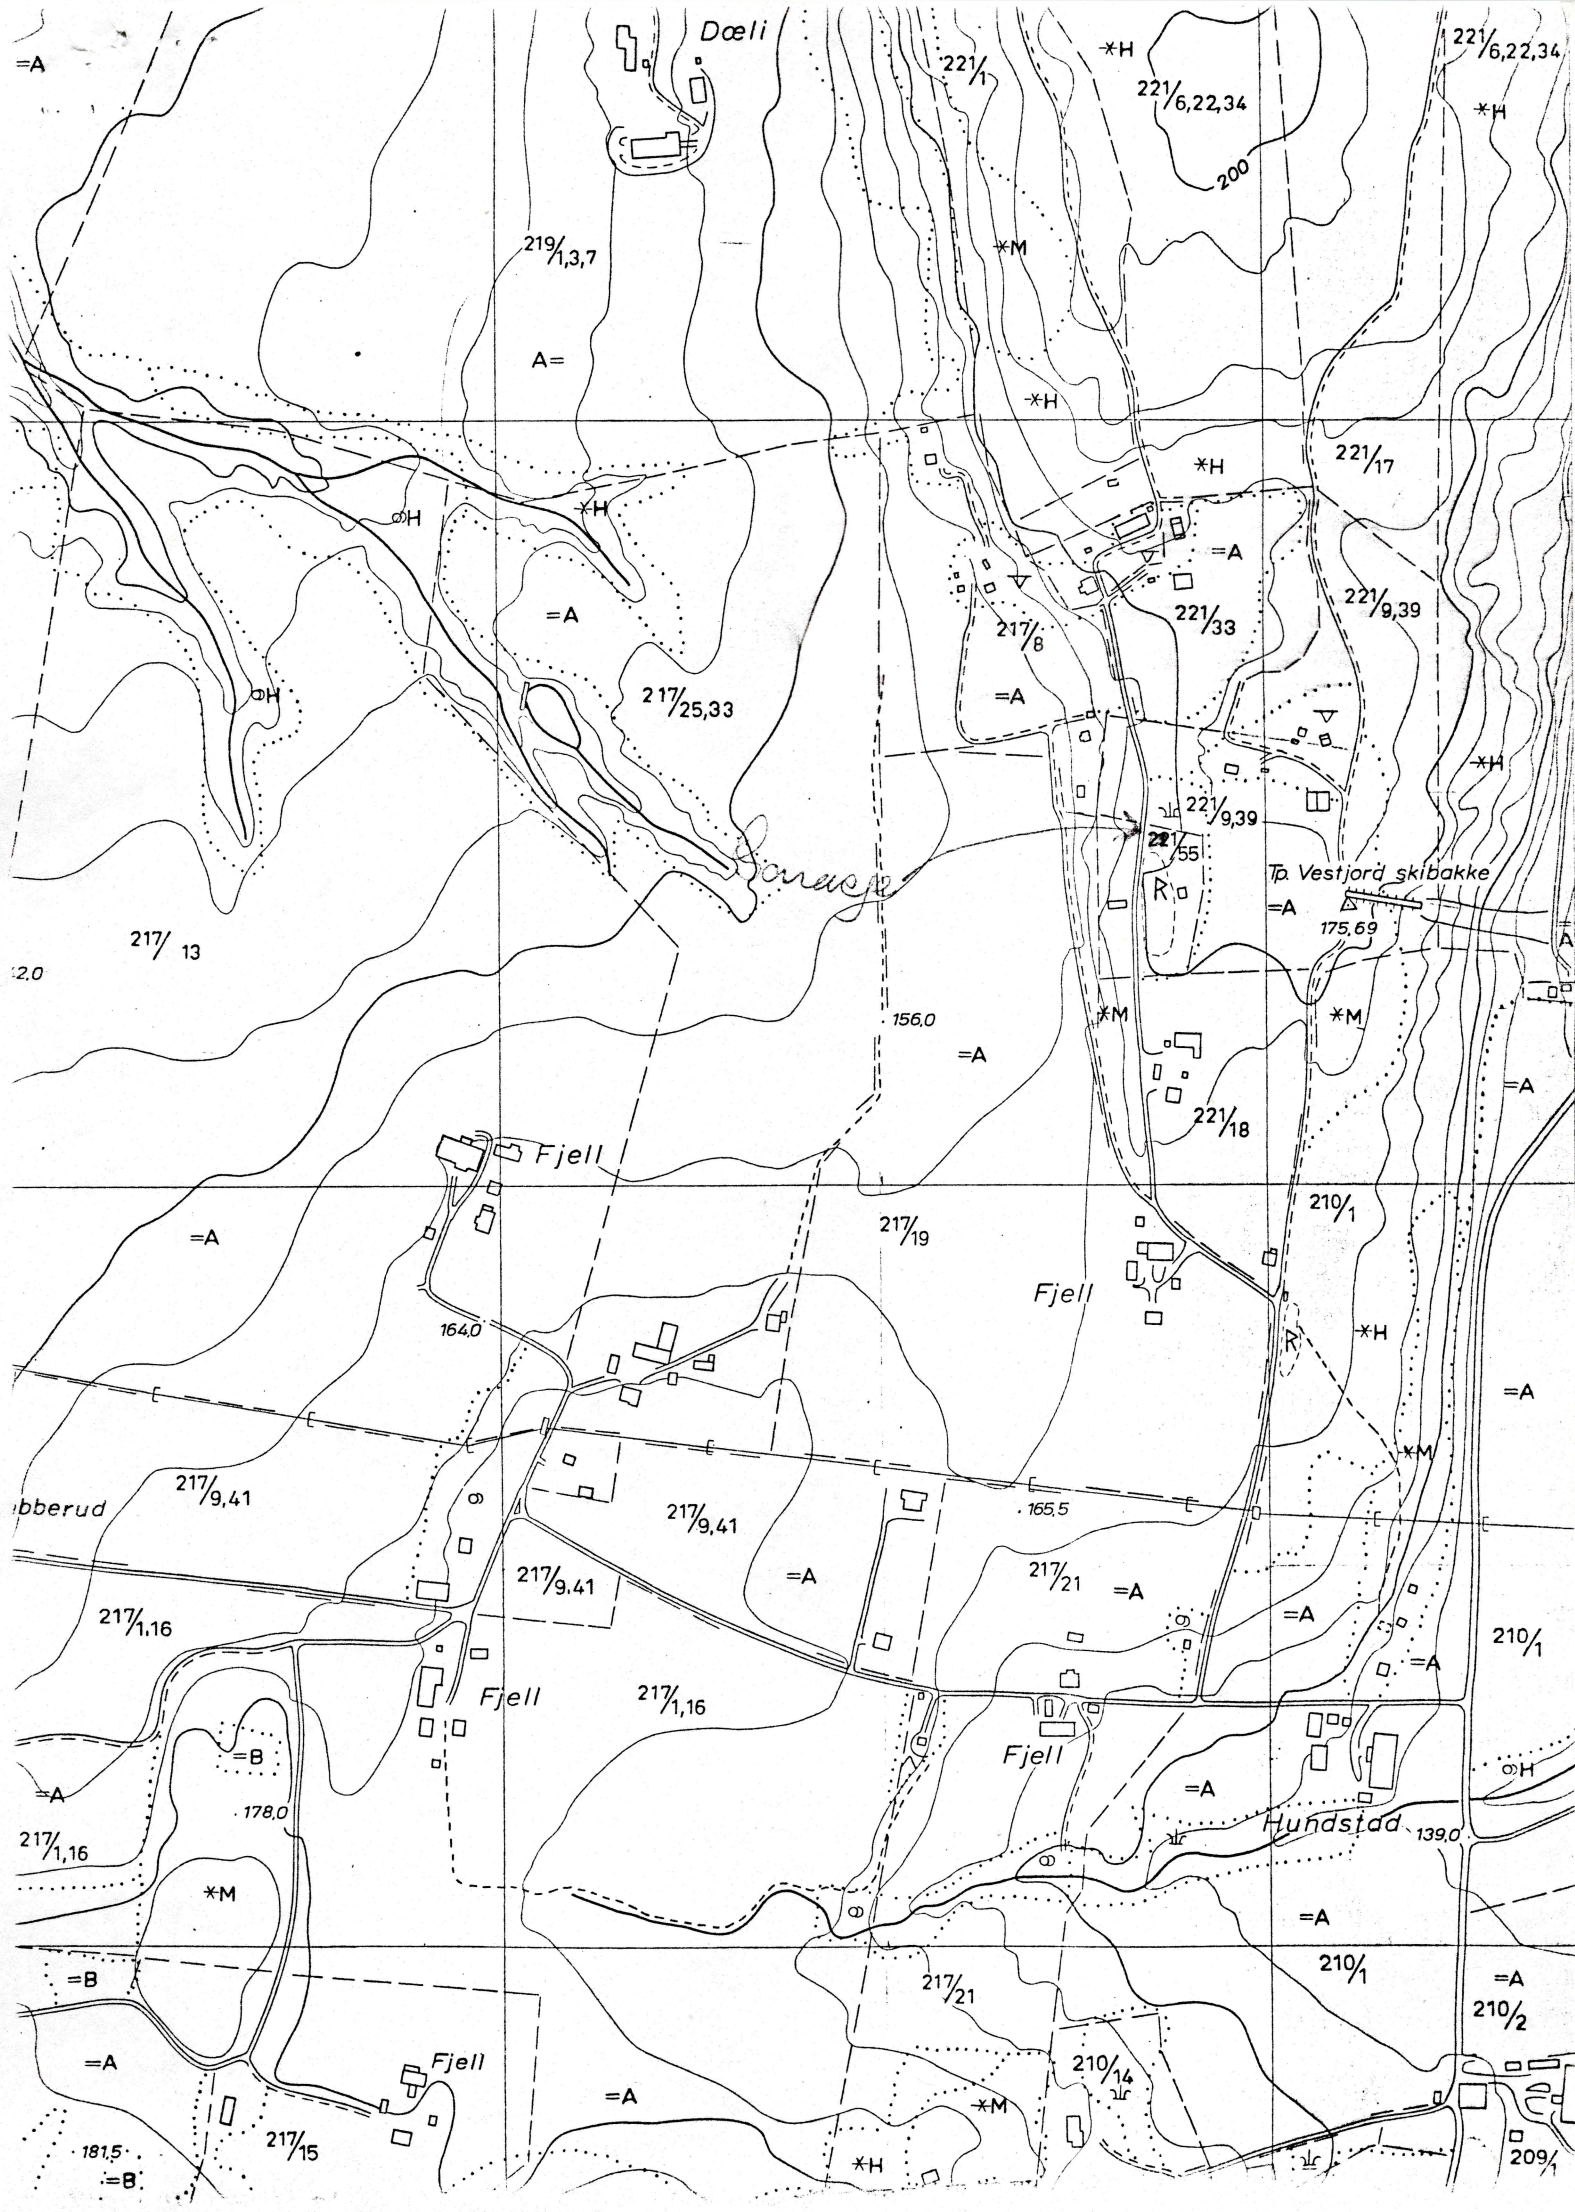 Dœli
=A
221/1
*H
221/6,22,34
221/6,22,34
*H
200
219/1,3,7
*M
A=
*H
*H
221/17
H
*H
=A
=A
221/9,39
217/8
221/33
H
217/25,33
=A
*H
221/9,39
221/55
R
Tp. Vestjord skibakke
=A
175,69
A
217/13
2,0
156,0
*M
*M
=A
=A
221/18
Fjell
=A
217/19
210/1
Fjell
164,0
*H
R
=A
*M
217/9,41
bberud
217/9,41
165,5
217/9,41
=A
217/21
=A
=A
217/1,16
210/1
=A
Fjell
217/1,16
Fjell
=B
=A
=A
H
178,0
Hundstad
139,0
217/1,16
*M
=A
=B
217/21
210/1
=A
210/2
=A
Fjell
210/14
=A
*M
217/15
181,5
=B
*H
209/1